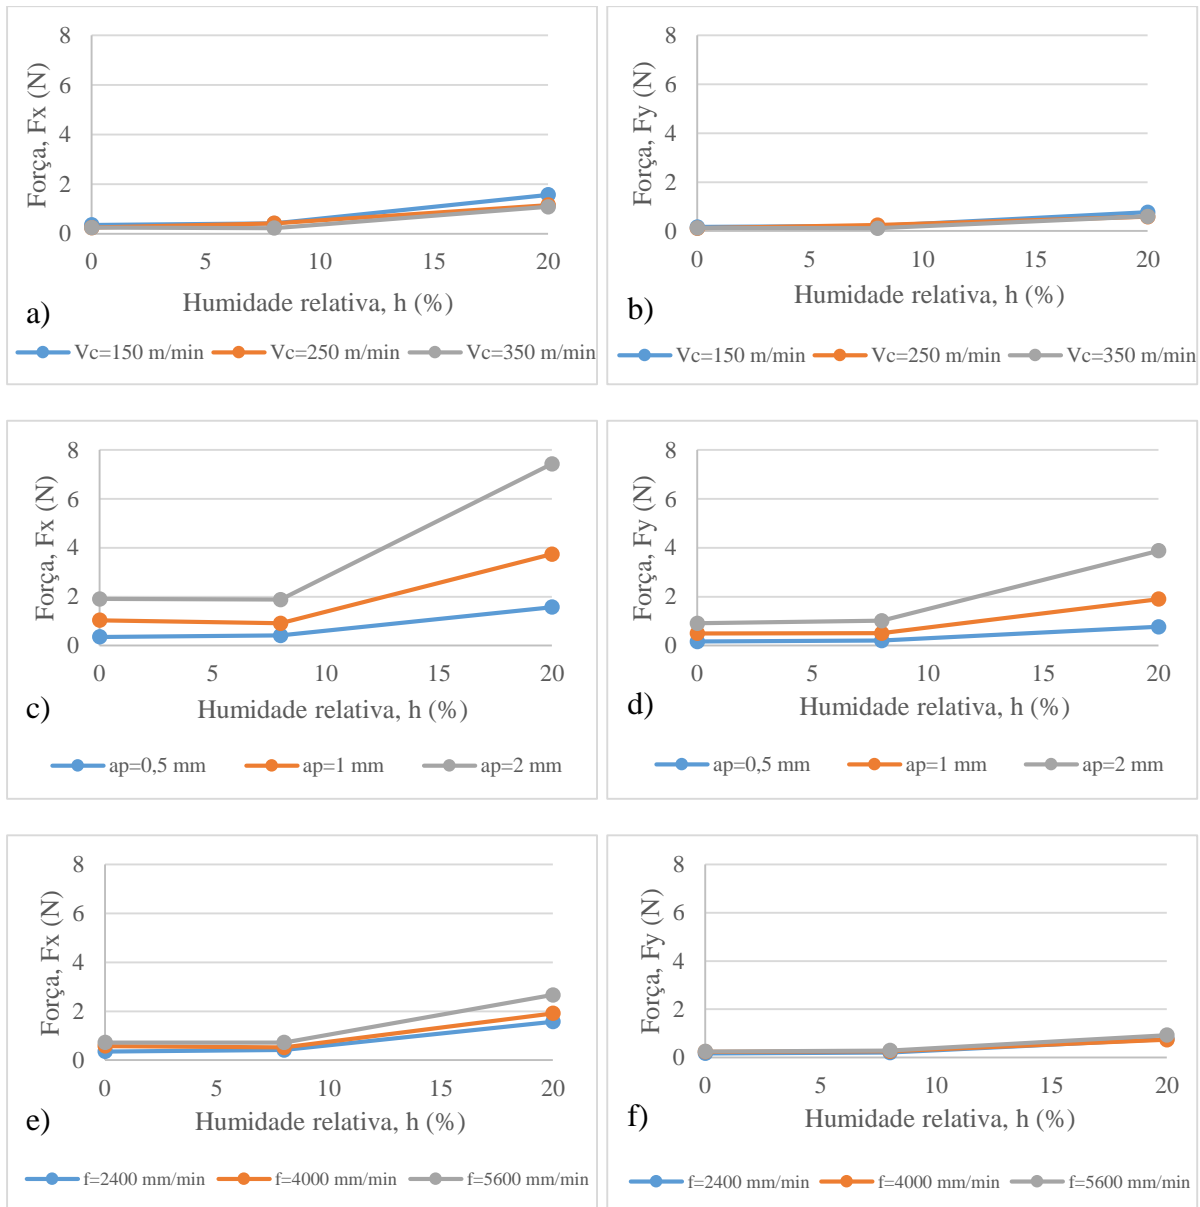 8
6
4
2
0
Força, Fx (N)
0 5 10 15 20
Humidade relativa, h (%)
a)
Vc=150 m/min Vc=250 m/min Vc=350 m/min
8
6
4
2
0
Força, Fy (N)
0 5 10 15 20
Humidade relativa, h (%)
b)
Vc=150 m/min Vc=250 m/min Vc=350 m/min
8
6
4
2
0
Força, Fx (N)
0 5 10 15 20
Humidade relativa, h (%)
c)
ap=0,5 mm ap=1 mm ap=2 mm
8
6
4
2
0
Força, Fy (N)
0 5 10 15 20
Humidade relativa, h (%)
d)
ap=0,5 mm ap=1 mm ap=2 mm
8
6
4
2
0
Força, Fx (N)
0 5 10 15 20
Humidade relativa, h (%)
e)
f=2400 mm/min f=4000 mm/min f=5600 mm/min
8
6
4
2
0
Força, Fy (N)
0 5 10 15 20
Humidade relativa, h (%)
f)
f=2400 mm/min f=4000 mm/min f=5600 mm/min